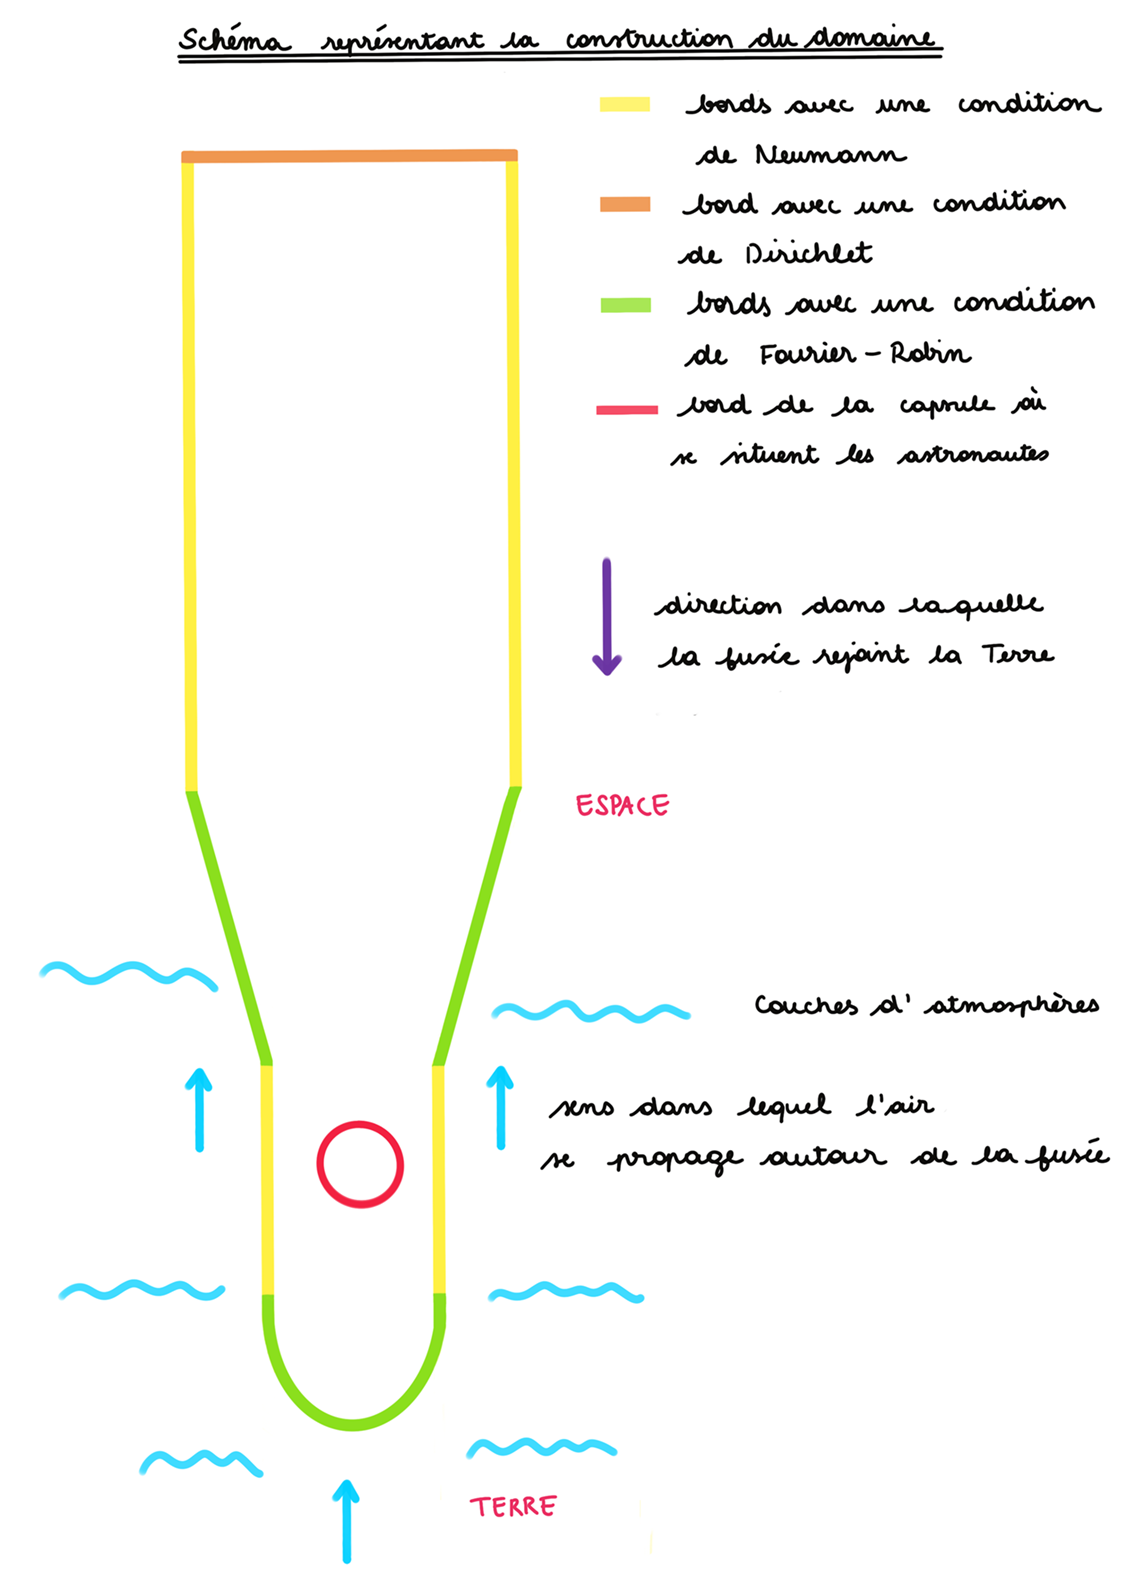 Schéma représentant la construction du domaine
bords avec une condition
de Neumann
bord avec une condition
de Dirichlet
bords avec une condition
de Fourier-Robin
bord de la capsule où
se situent les astronautes
direction dans laquelle
la fusée rejoint la Terre
ESPACE
Couches d'atmosphères
sens dans lequel l'air
se propage autour de la fusée
TERRE